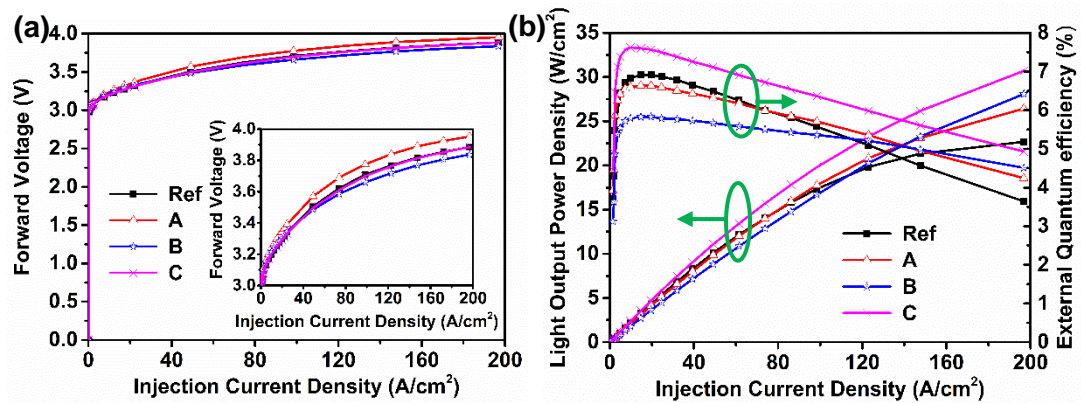 (a)
Forward Voltage (V)
4.0
3.5
3.0
2.5
2.0
1.5
1.0
0.5
0.0
Ref
A
B
C
Forward Voltage (V)
4.0
3.8
3.6
3.4
3.2
3.0
0 40 80 120 160 200
Injection Current Density (A/cm²)
0 40 80 120 160 200
Injection Current Density (A/cm²)
(b)
Light Output Power Density (W/cm²)
35
30
25
20
15
10
5
0
Ref
A
B
C
8
7
6
5
4
3
2
1
0
External Quantum efficiency (%)
0 40 80 120 160 200
Injection Current Density (A/cm²)